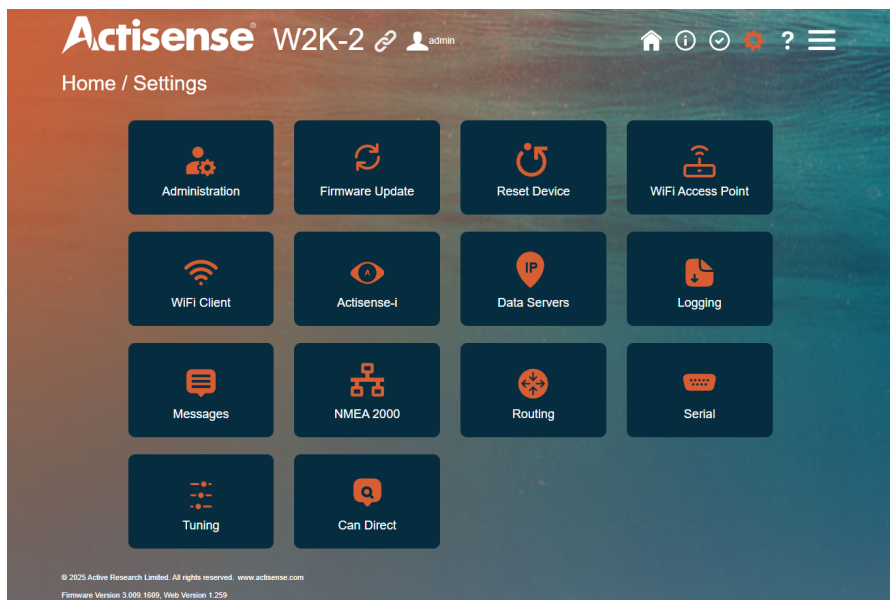 Actisense® W2K-2 admin ?
Home / Settings
Administration
Firmware Update
Reset Device
WiFi Access Point
WiFi Client
A
Actisense-i
IP
Data Servers
Logging
Messages
NMEA 2000
Routing
Serial
Tuning
Can Direct
© 2025 Active Research Limited. All rights reserved. www.actisense.com
Firmware Version 3.009.1609, Web Version 1.259